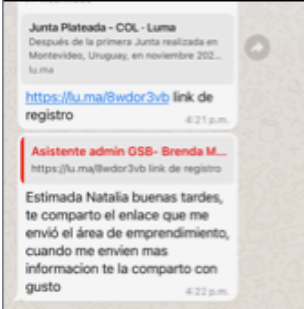 Junta Plateada - COL · Luma
Después de la primera Junta realizada en
Montevideo, Uruguay, en noviembre 202...
lu.ma
https://lu.ma/8wdor3vb link de
registro
4:21 p.m.
Asistente admin GSB- Brenda M...
https://lu.ma/8wdor3vb link de registro
Estimada Natalia buenas tardes,
te comparto el enlace que me
envió el área de emprendimiento,
cuando me envien mas
informacion te la comparto con
gusto
4:22 p.m.